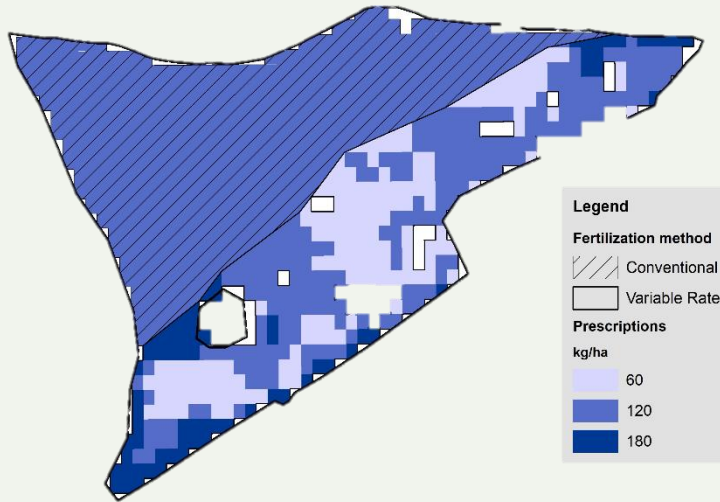 Legend
Fertilization method
Conventional
Variable Rate
Prescriptions
kg/ha
60
120
180